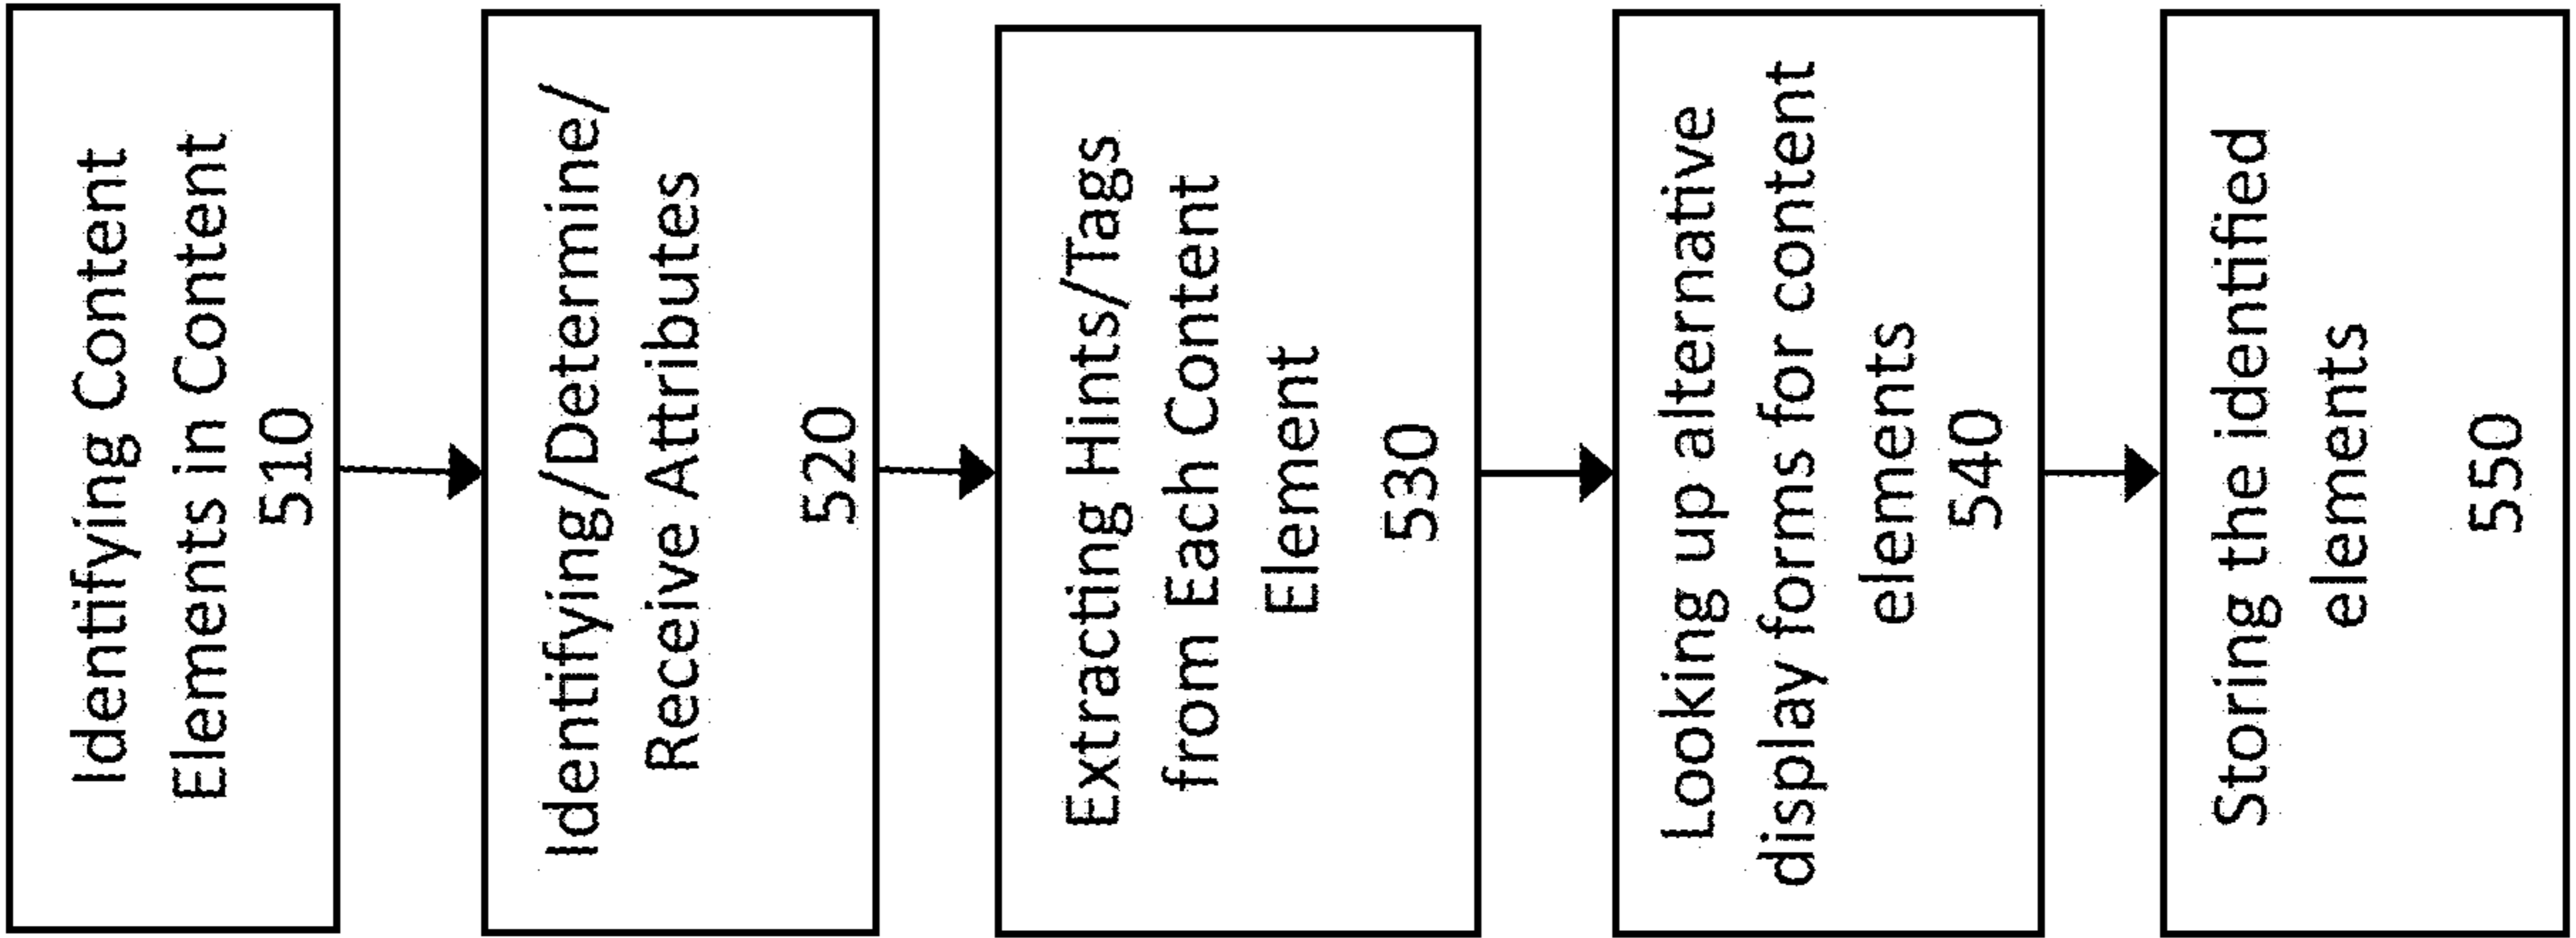 Identifying Content
Elements in Content
510
Identifying/Determine/
Receive Attributes
520
Extracting Hints/Tags
from Each Content
Element
530
Looking up alternative
display forms for content
elements
540
Storing the identified
elements
550